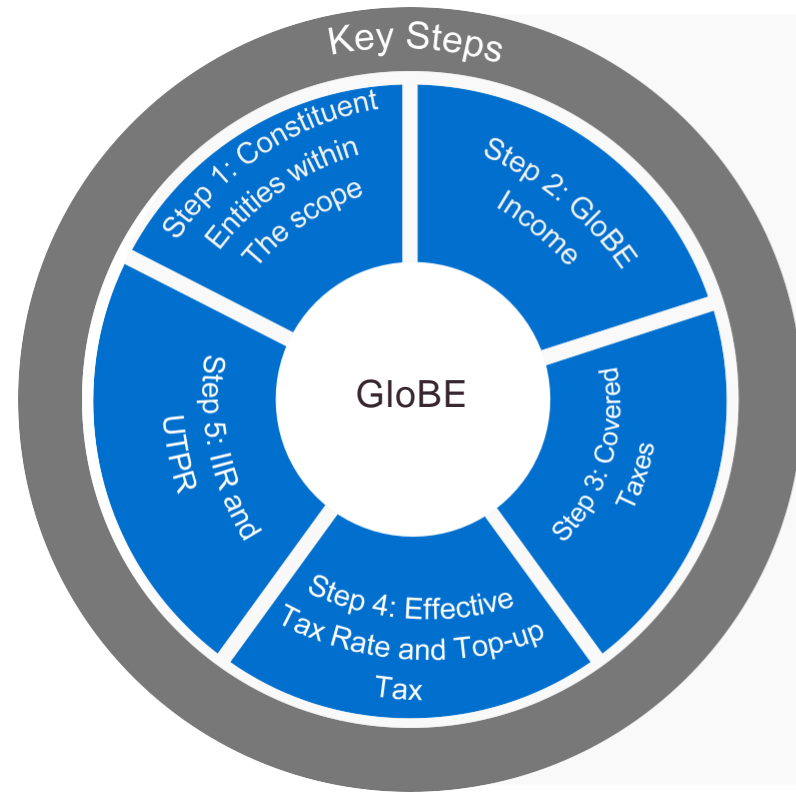 Key Steps
Step 1: Constituent
Entities within
The scope
Step 2: GloBE
Income
Step 3: Covered
Taxes
Step 4: Effective
Tax Rate and Top-up
Tax
Step 5: IIR and
UTPR
GloBE